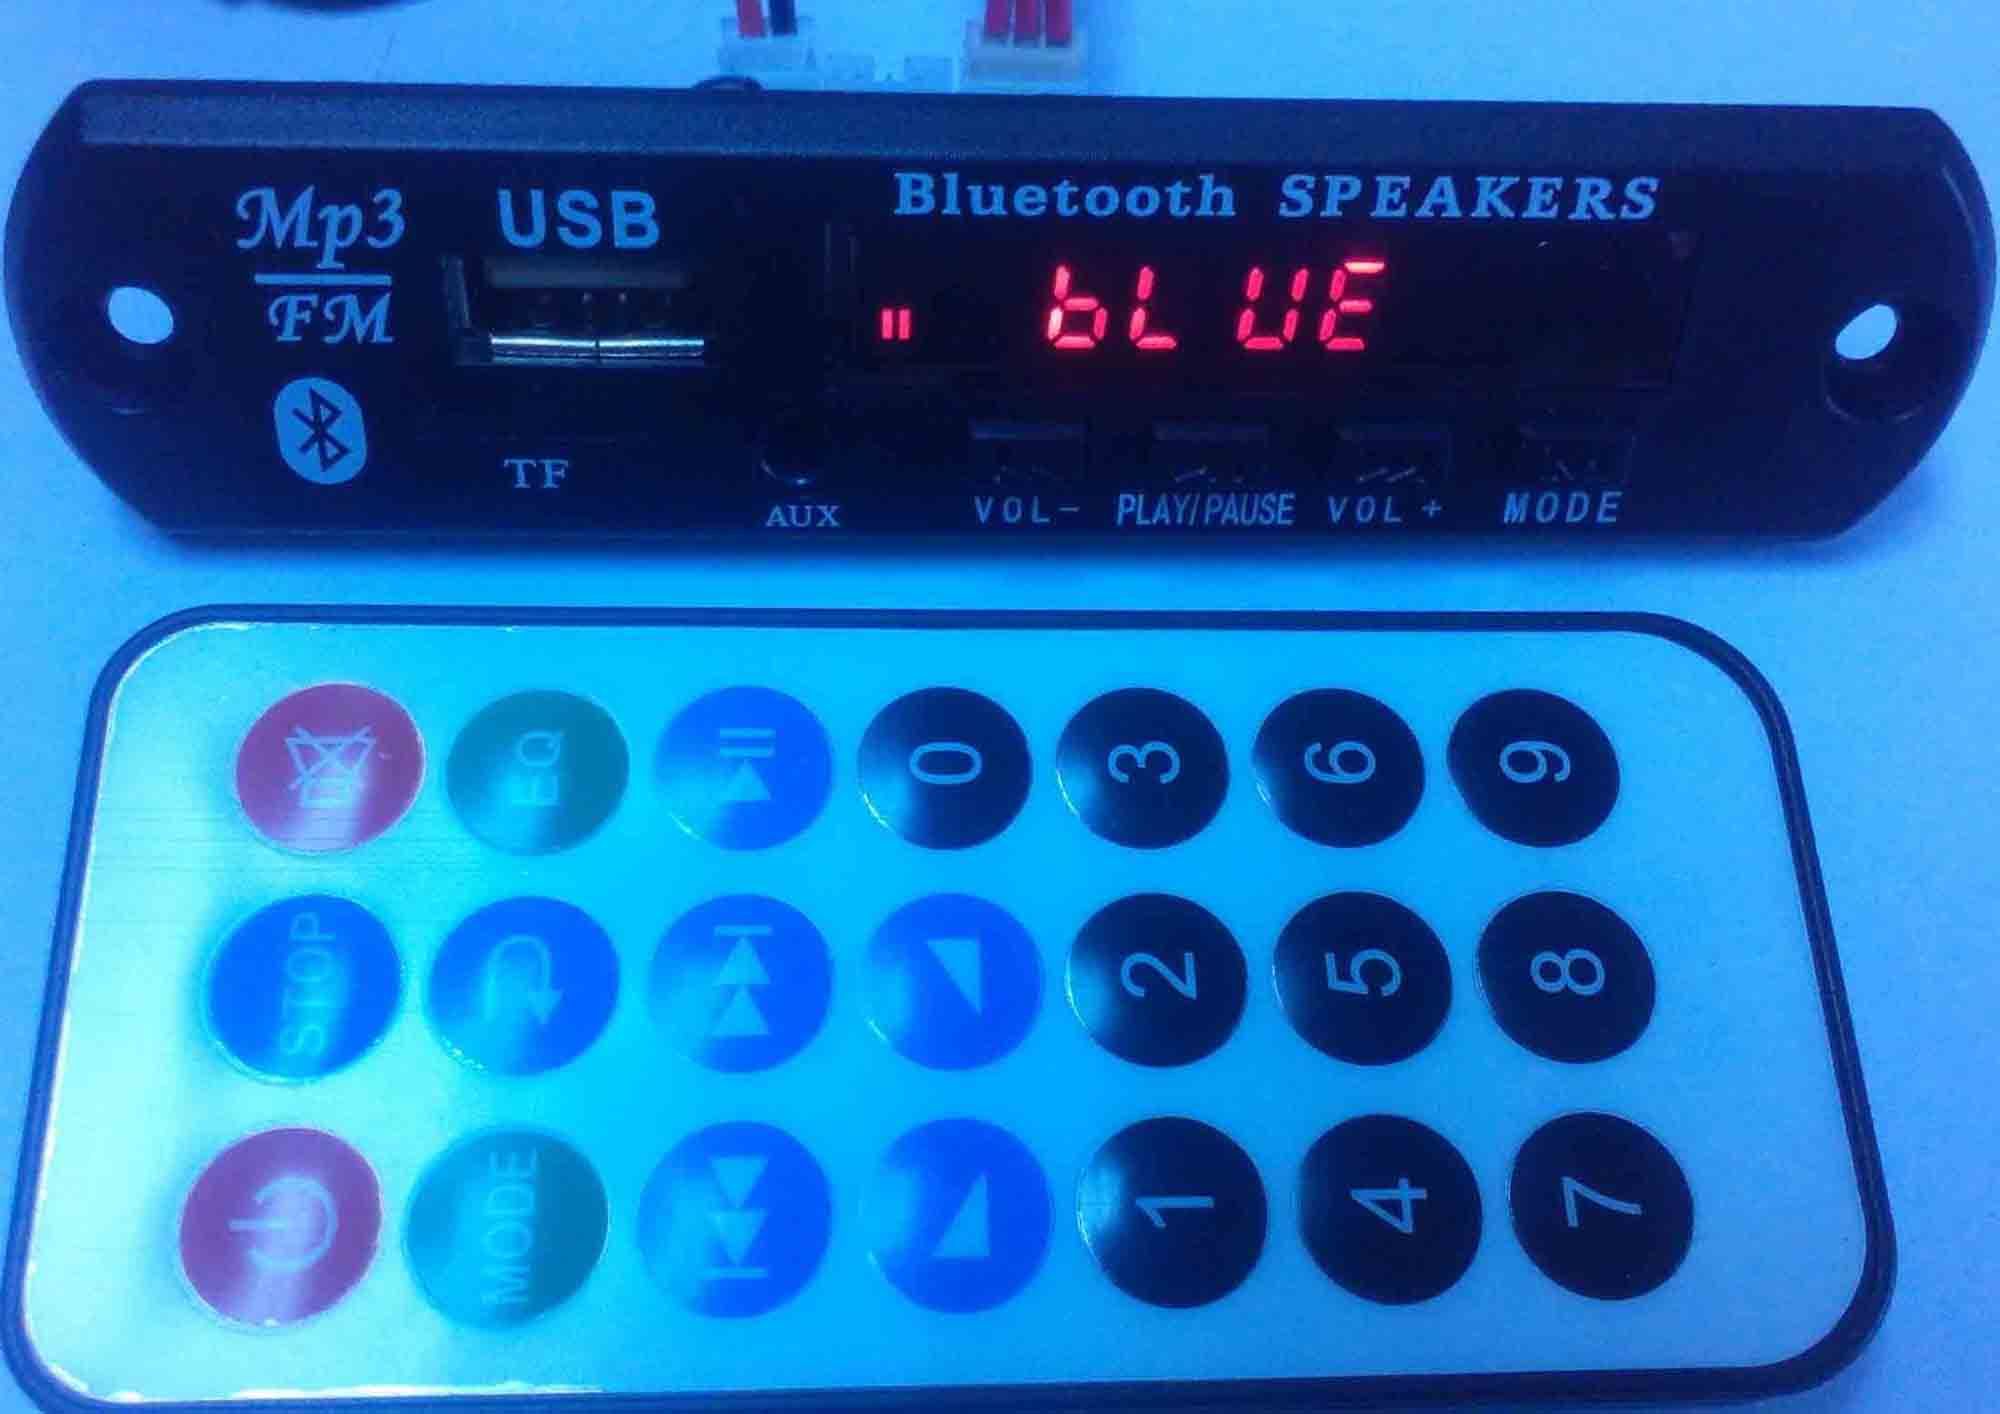 Mp3
FM
USB
Bluetooth SPEAKERS
bLUE
TF
AUX
VOL-
PLAY/PAUSE
VOL+
MODE
EQ
0
3
6
9
STOP
2
5
8
MODE
1
4
7